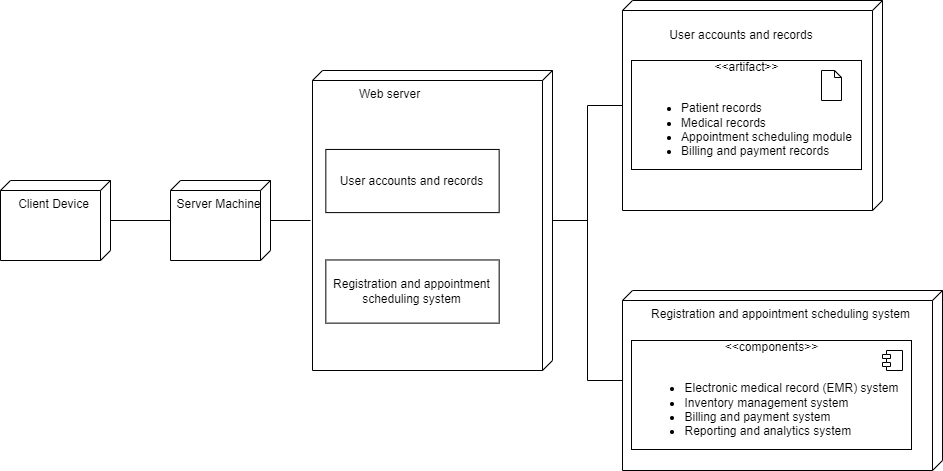 Client Device
Server Machine
Web server
User accounts and records
Registration and appointment
scheduling system
User accounts and records
<<artifact>>
• Patient records
• Medical records
• Appointment scheduling module
• Billing and payment records
Registration and appointment scheduling system
<<components>>
• Electronic medical record (EMR) system
• Inventory management system
• Billing and payment system
• Reporting and analytics system